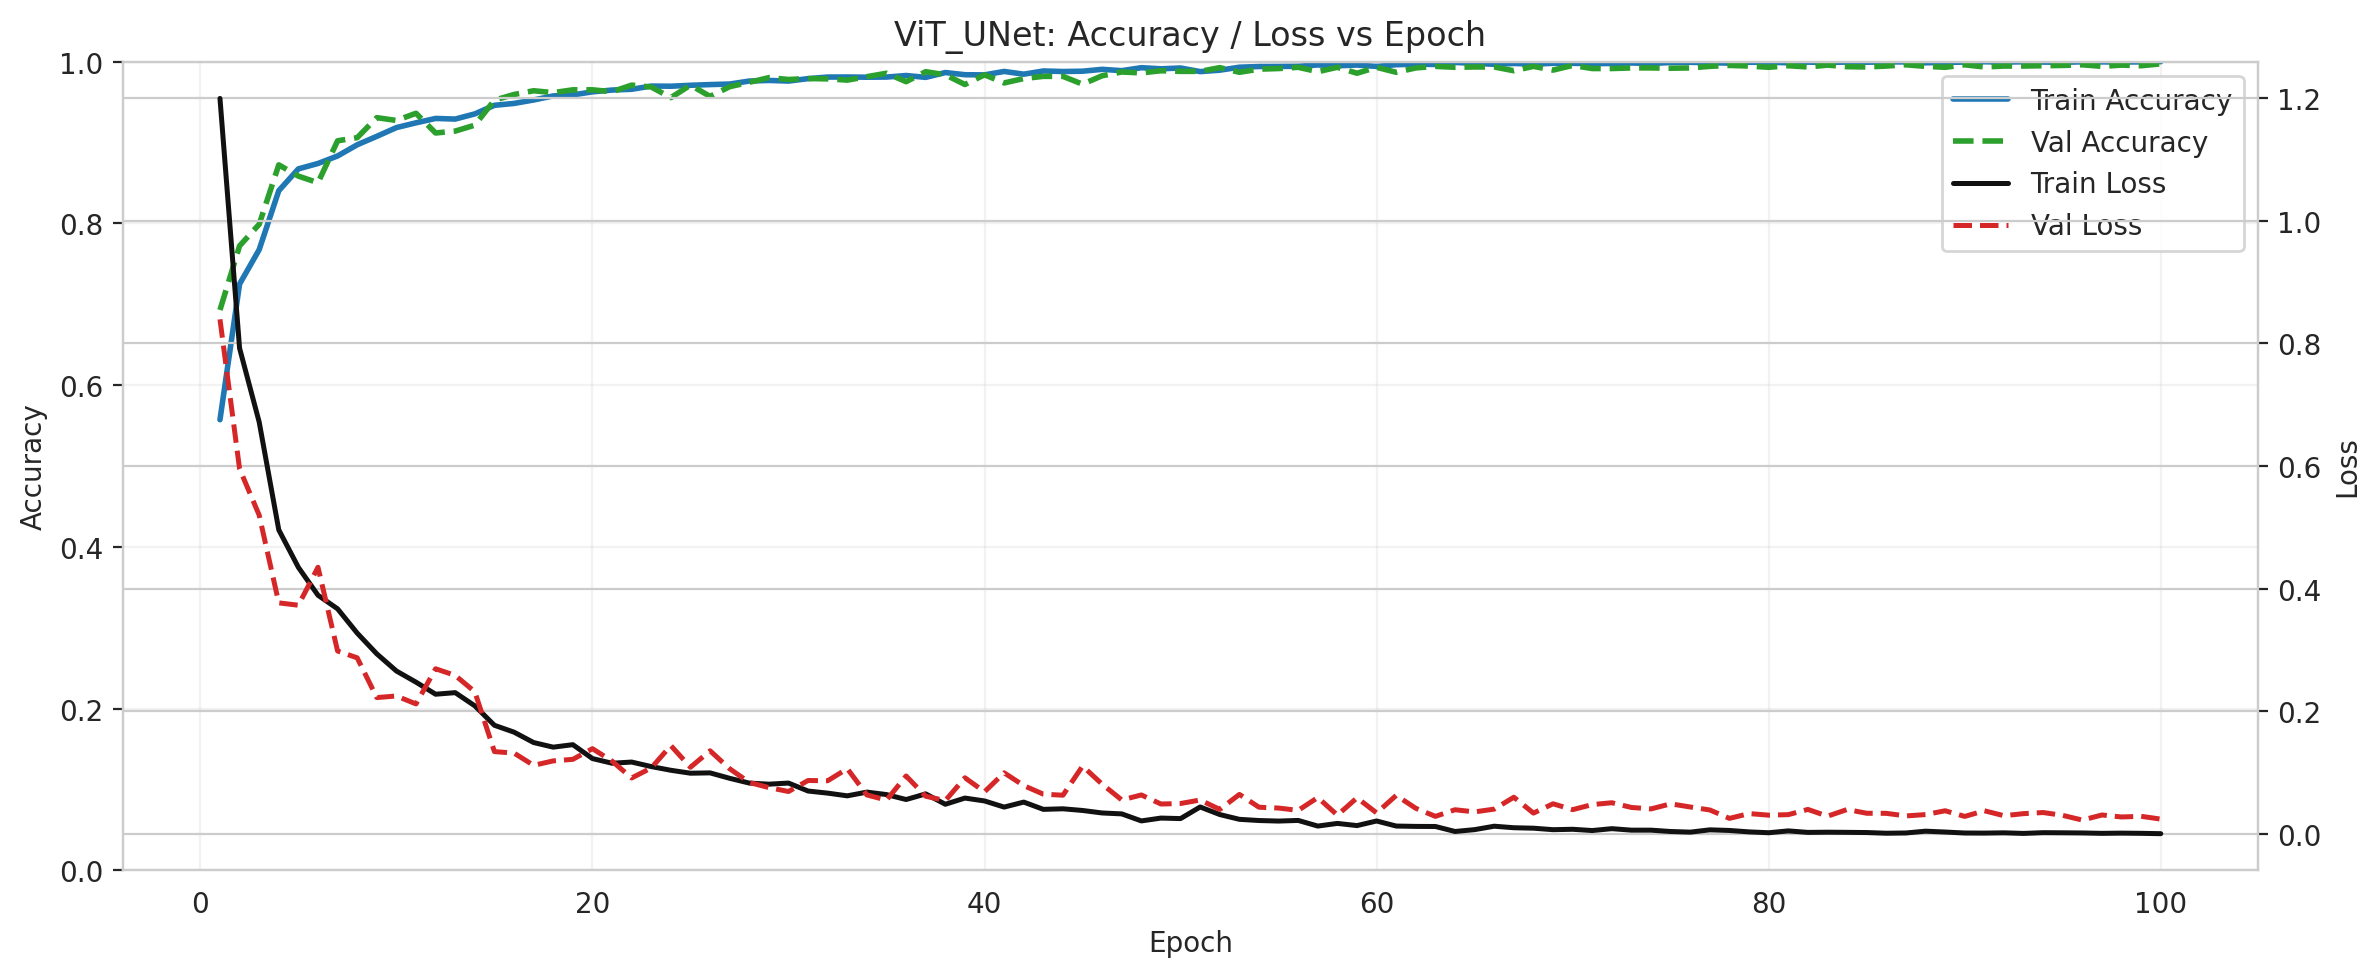 ViT_UNet: Accuracy / Loss vs Epoch
1.0
0.8
0.6
0.4
0.2
0.0
Accuracy
Train Accuracy
Val Accuracy
Train Loss
Val Loss
1.2
1.0
0.8
0.6
0.4
0.2
0.0
Loss
0 20 40 60 80 100
Epoch